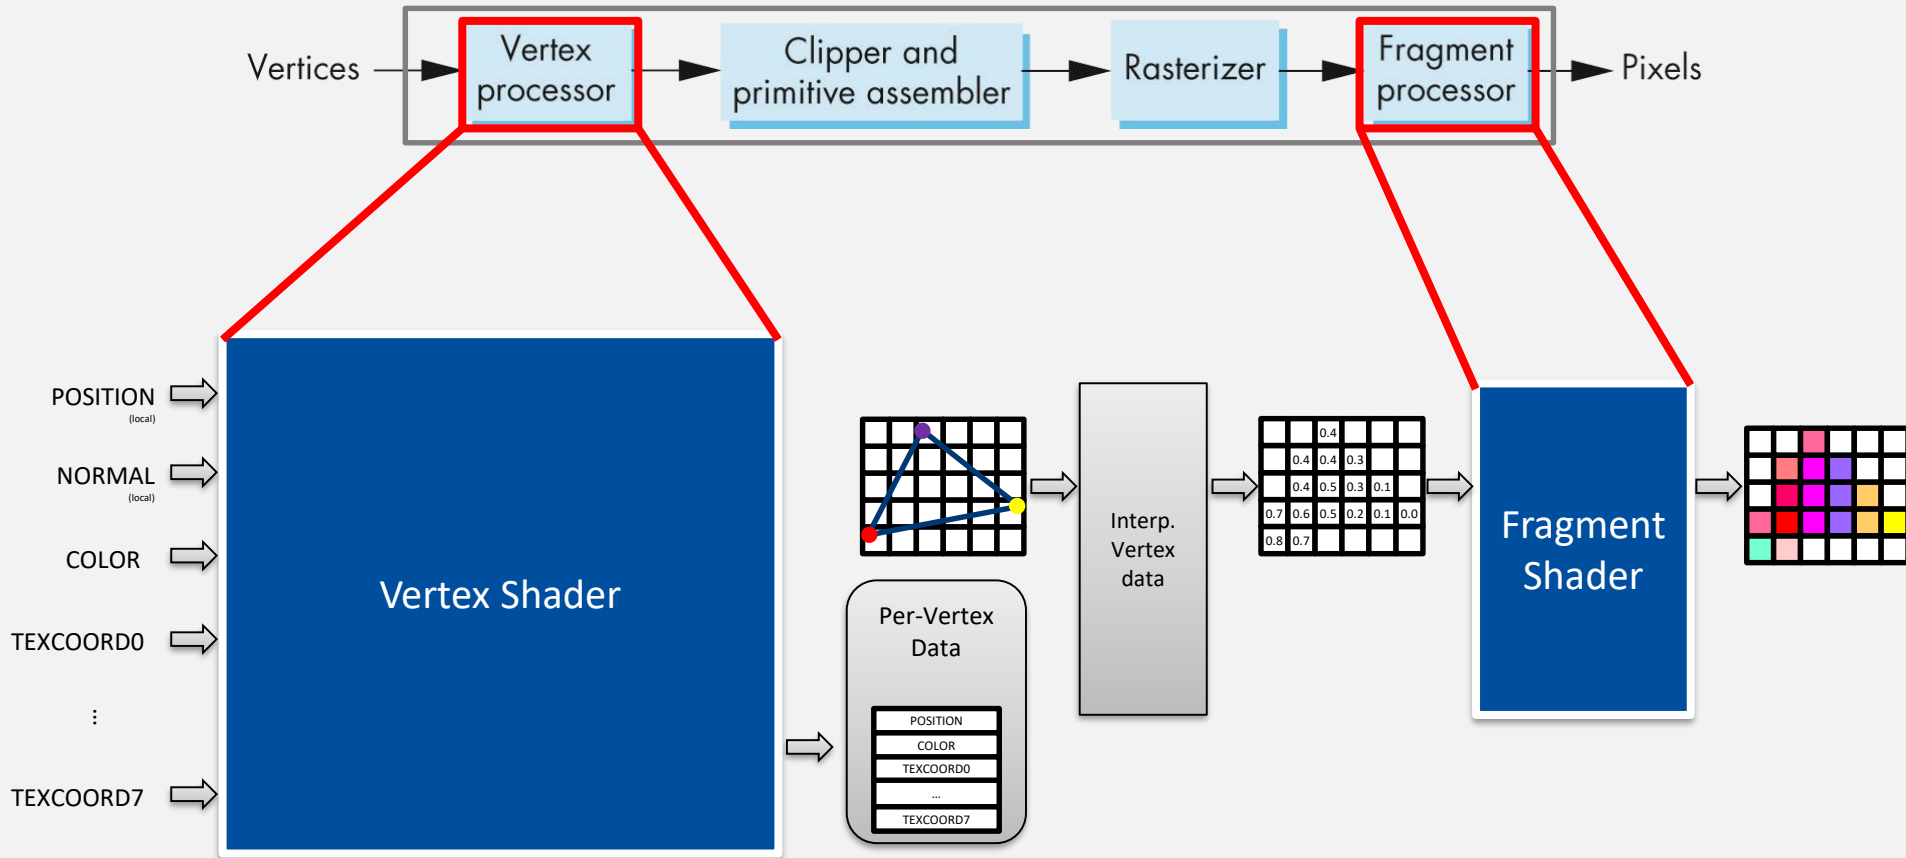 Vertices
Vertex
processor
Clipper and
primitive assembler
Rasterizer
Fragment
processor
Pixels
POSITION
(local)
NORMAL
(local)
COLOR
TEXCOORD0
...
TEXCOORD7
Vertex Shader
Per-Vertex
Data
POSITION
COLOR
TEXCOORD0
...
TEXCOORD7
Interp.
Vertex
data
0.4
0.4 0.4 0.3
0.4 0.5 0.3 0.1
0.7 0.6 0.5 0.2 0.1 0.0
0.8 0.7
Fragment
Shader